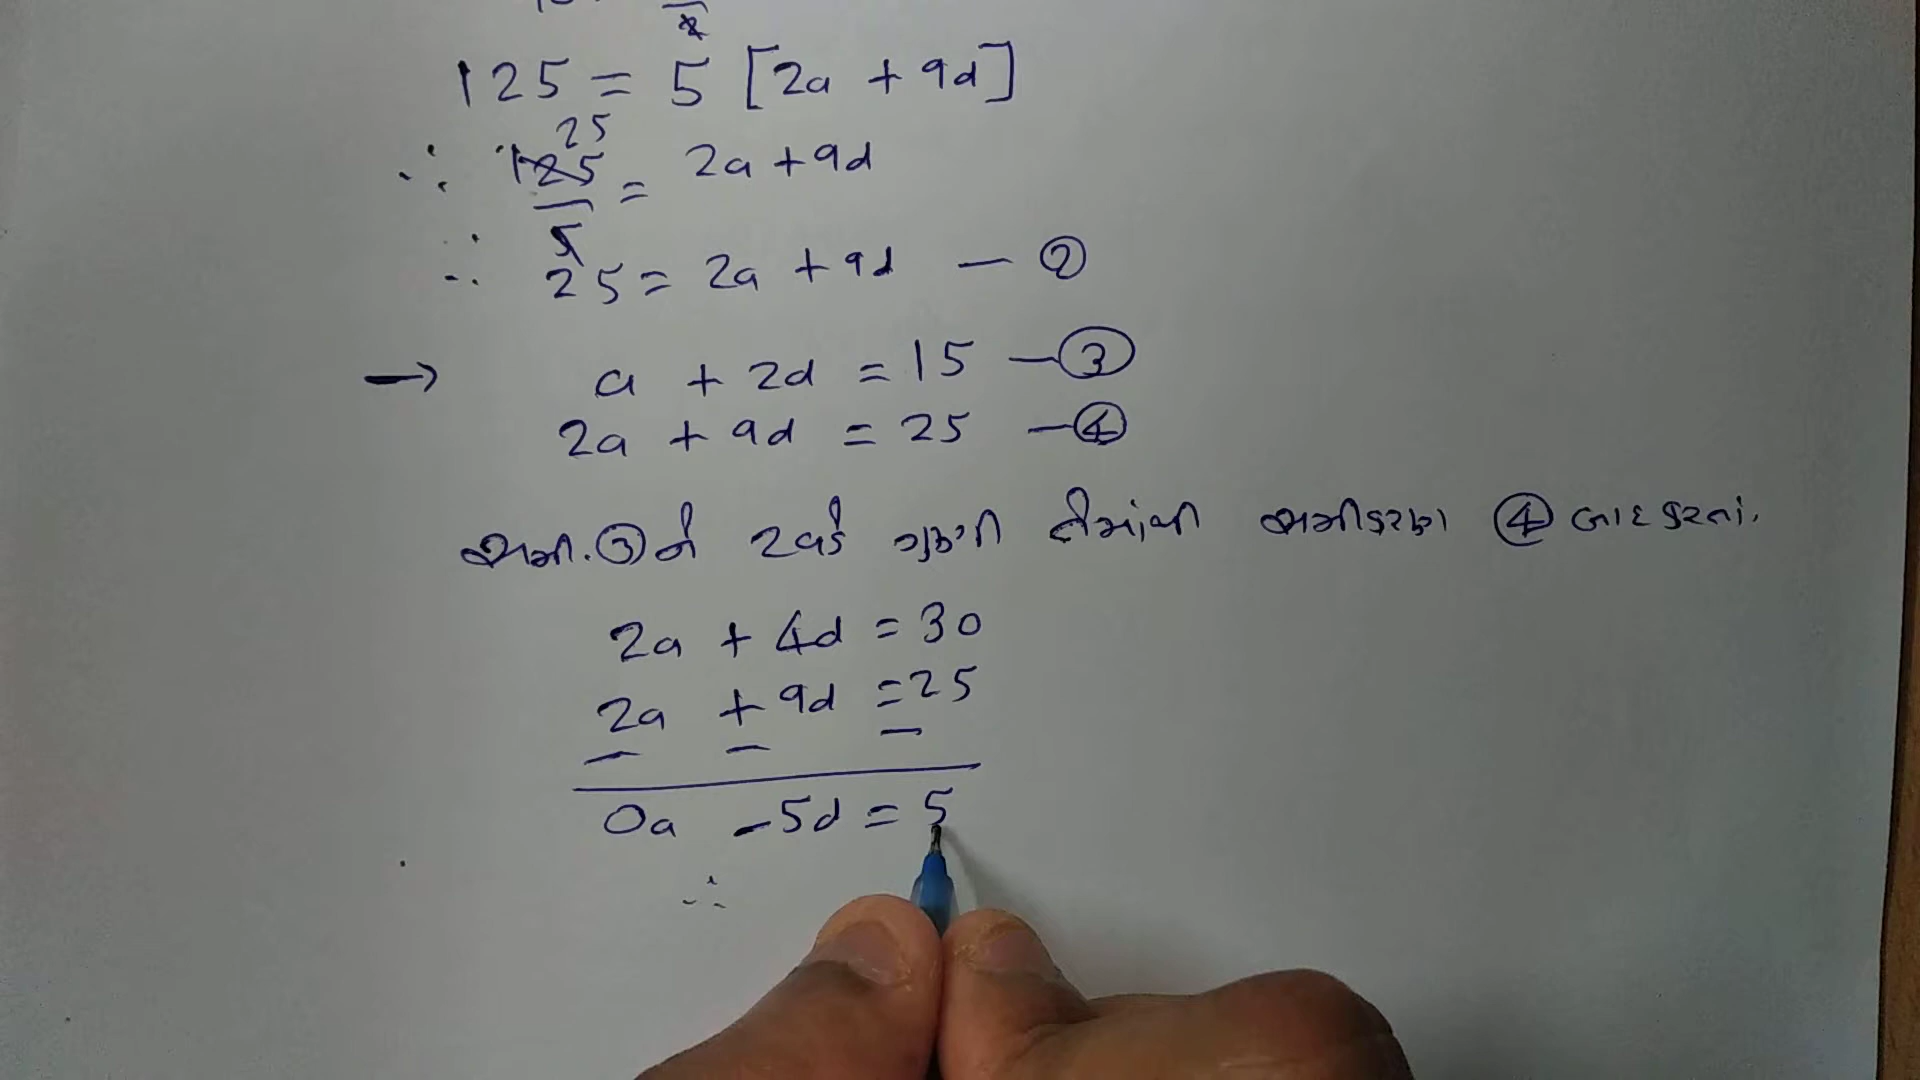 125 = 5 [2a + 9d]
25
∴ 125/5 = 2a + 9d
∴ 25 = 2a + 9d — ②
→ a + 2d = 15 — ③
2a + 9d = 25 — ④
સમી. ③ ને 2 વડે ગુણી તેમાંથી સમીકરણ ④ બાદ કરતાં.
2a + 4d = 30
2a + 9d = 25
— — —
0a - 5d = 5
∴